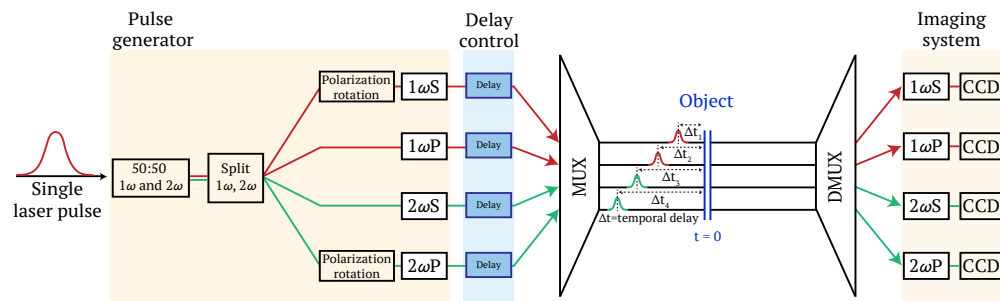 Pulse
generator
Delay
control
Imaging
system
Single
laser pulse
50:50
1ω and 2ω
Split
1ω, 2ω
Polarization
rotation
1ωS
1ωP
2ωS
Polarization
rotation
2ωP
Delay
Delay
Delay
Delay
MUX
Object
Δt₁
Δt₂
Δt₃
Δt₄
Δt=temporal delay
t = 0
DMUX
1ωS
CCD
1ωP
CCD
2ωS
CCD
2ωP
CCD